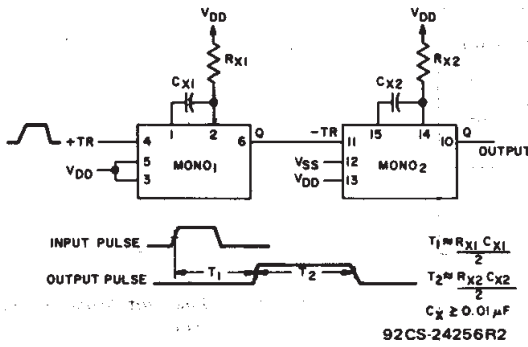 VDD VDD
RX1 RX2
CX1 CX2
1 2 15 14
+TR 4 6 Q -TR 11 10 Q OUTPUT
VDD 5 3 MONO1 VSS 12 MONO2
VDD 13
INPUT PULSE
OUTPUT PULSE T1 T2
T1 ≈ RX1 CX1 / 2
T2 ≈ RX2 CX2 / 2
CX ≥ 0.01 µF
92CS-24256R2